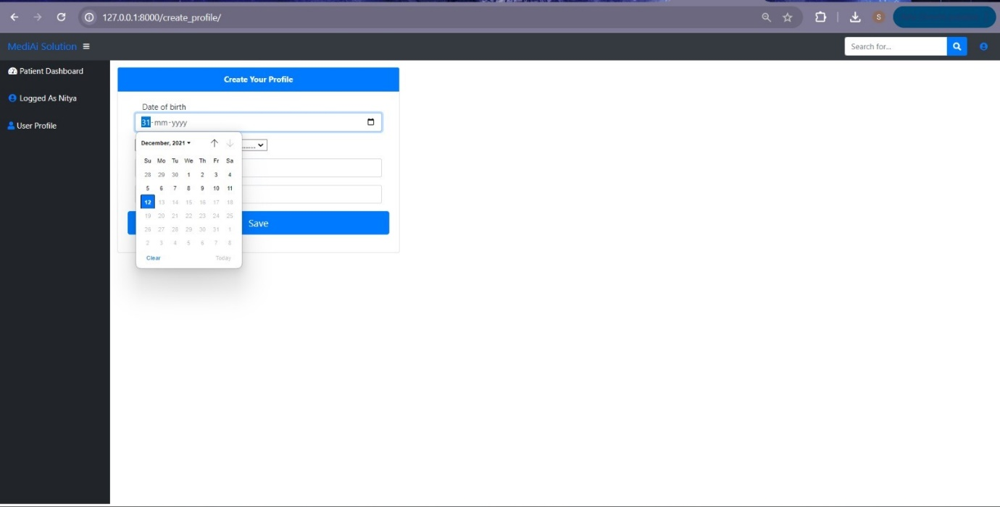 127.0.0.1:8000/create_profile/
S
MediAi Solution
Search for...
Patient Dashboard
Logged As Nitya
User Profile
Create Your Profile
Date of birth
31-mm-yyyy
December, 2021
.........
Su Mo Tu We Th Fr Sa
28 29 30 1 2 3 4
5 6 7 8 9 10 11
12 13 14 15 16 17 18
19 20 21 22 23 24 25
26 27 28 29 30 31 1
2 3 4 5 6 7 8
Save
Clear Today